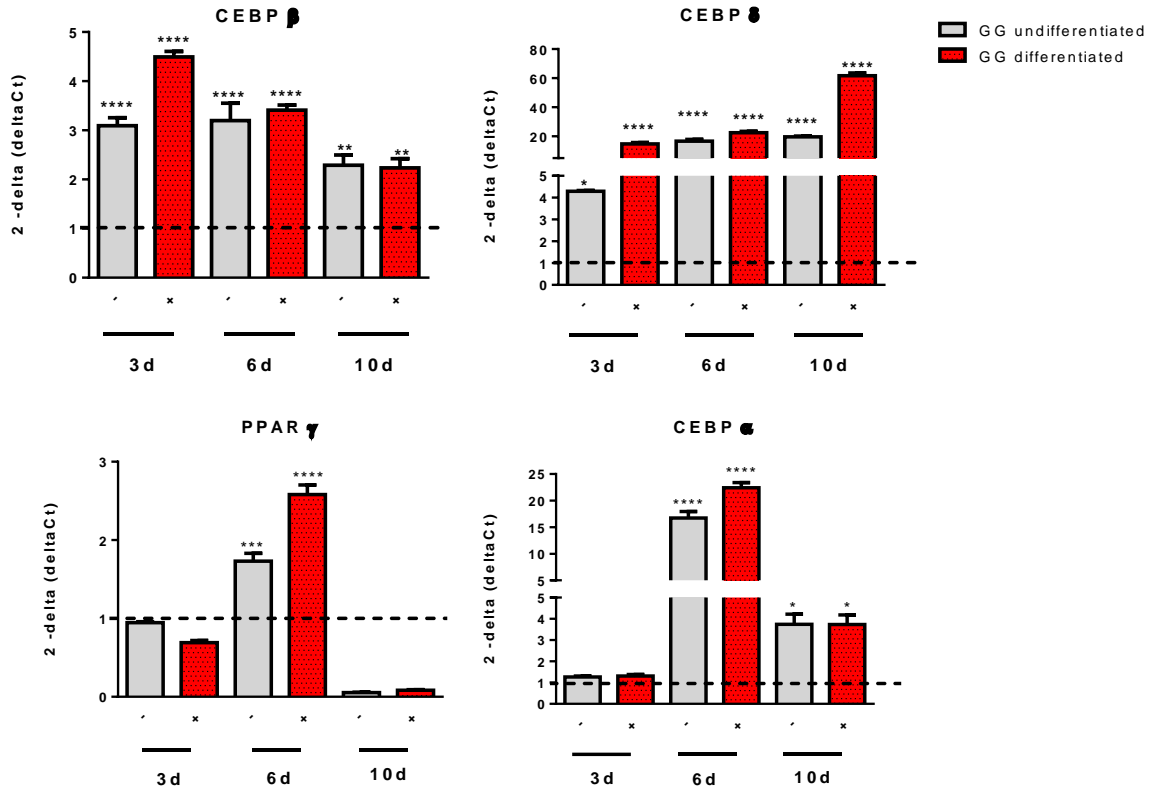 CEBP β
5
4
3
2
1
0
2 -delta (deltaCt)
**** **** **** **** ** **
- + - + - +
3d 6d 10d
CEBP δ
80
60
40
20
5
4
3
2
1
0
2 -delta (deltaCt)
* **** **** **** **** ****
- + - + - +
3d 6d 10d
GG undifferentiated
GG differentiated
PPAR γ
3
2
1
0
2 -delta (deltaCt)
*** ****
- + - + - +
3d 6d 10d
CEBP α
25
20
15
10
5
5
4
3
2
1
0
2 -delta (deltaCt)
**** **** * *
- + - + - +
3d 6d 10d